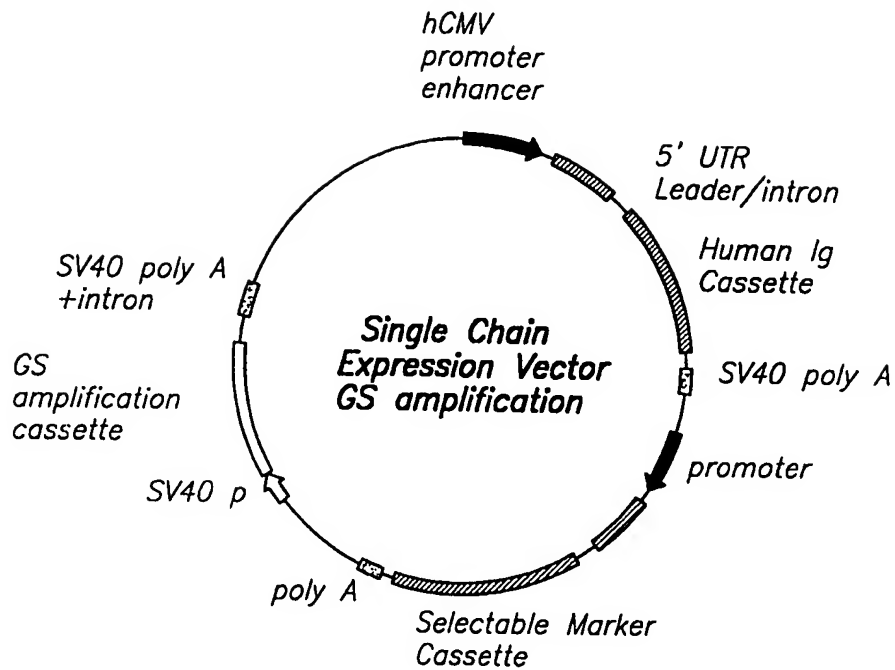 hCMV
promoter
enhancer
5' UTR
Leader/intron
Human Ig
Cassette
SV40 poly A
promoter
Selectable Marker
Cassette
poly A
SV40 p
GS
amplification
cassette
SV40 poly A
+intron
Single Chain
Expression Vector
GS amplification